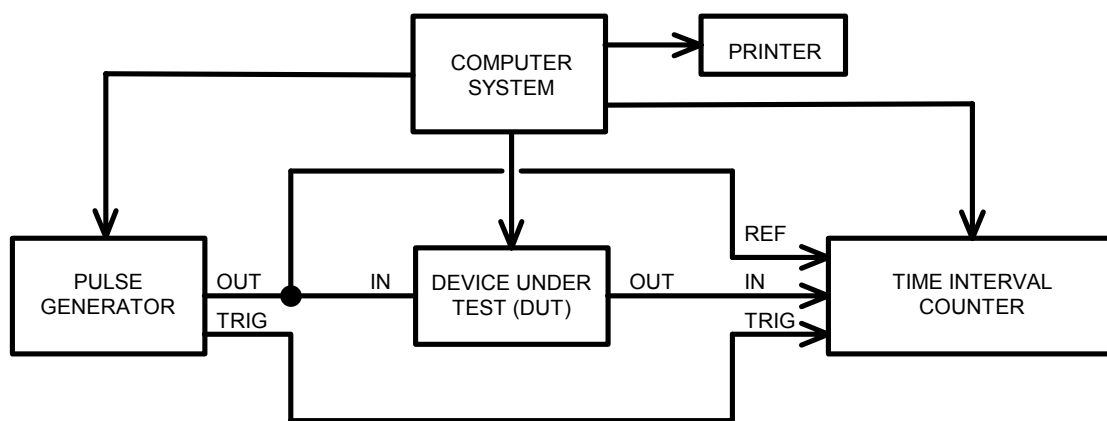 COMPUTER
SYSTEM
PRINTER
REF
PULSE
GENERATOR
OUT
TRIG
IN
DEVICE UNDER
TEST (DUT)
OUT
IN
TRIG
TIME INTERVAL
COUNTER